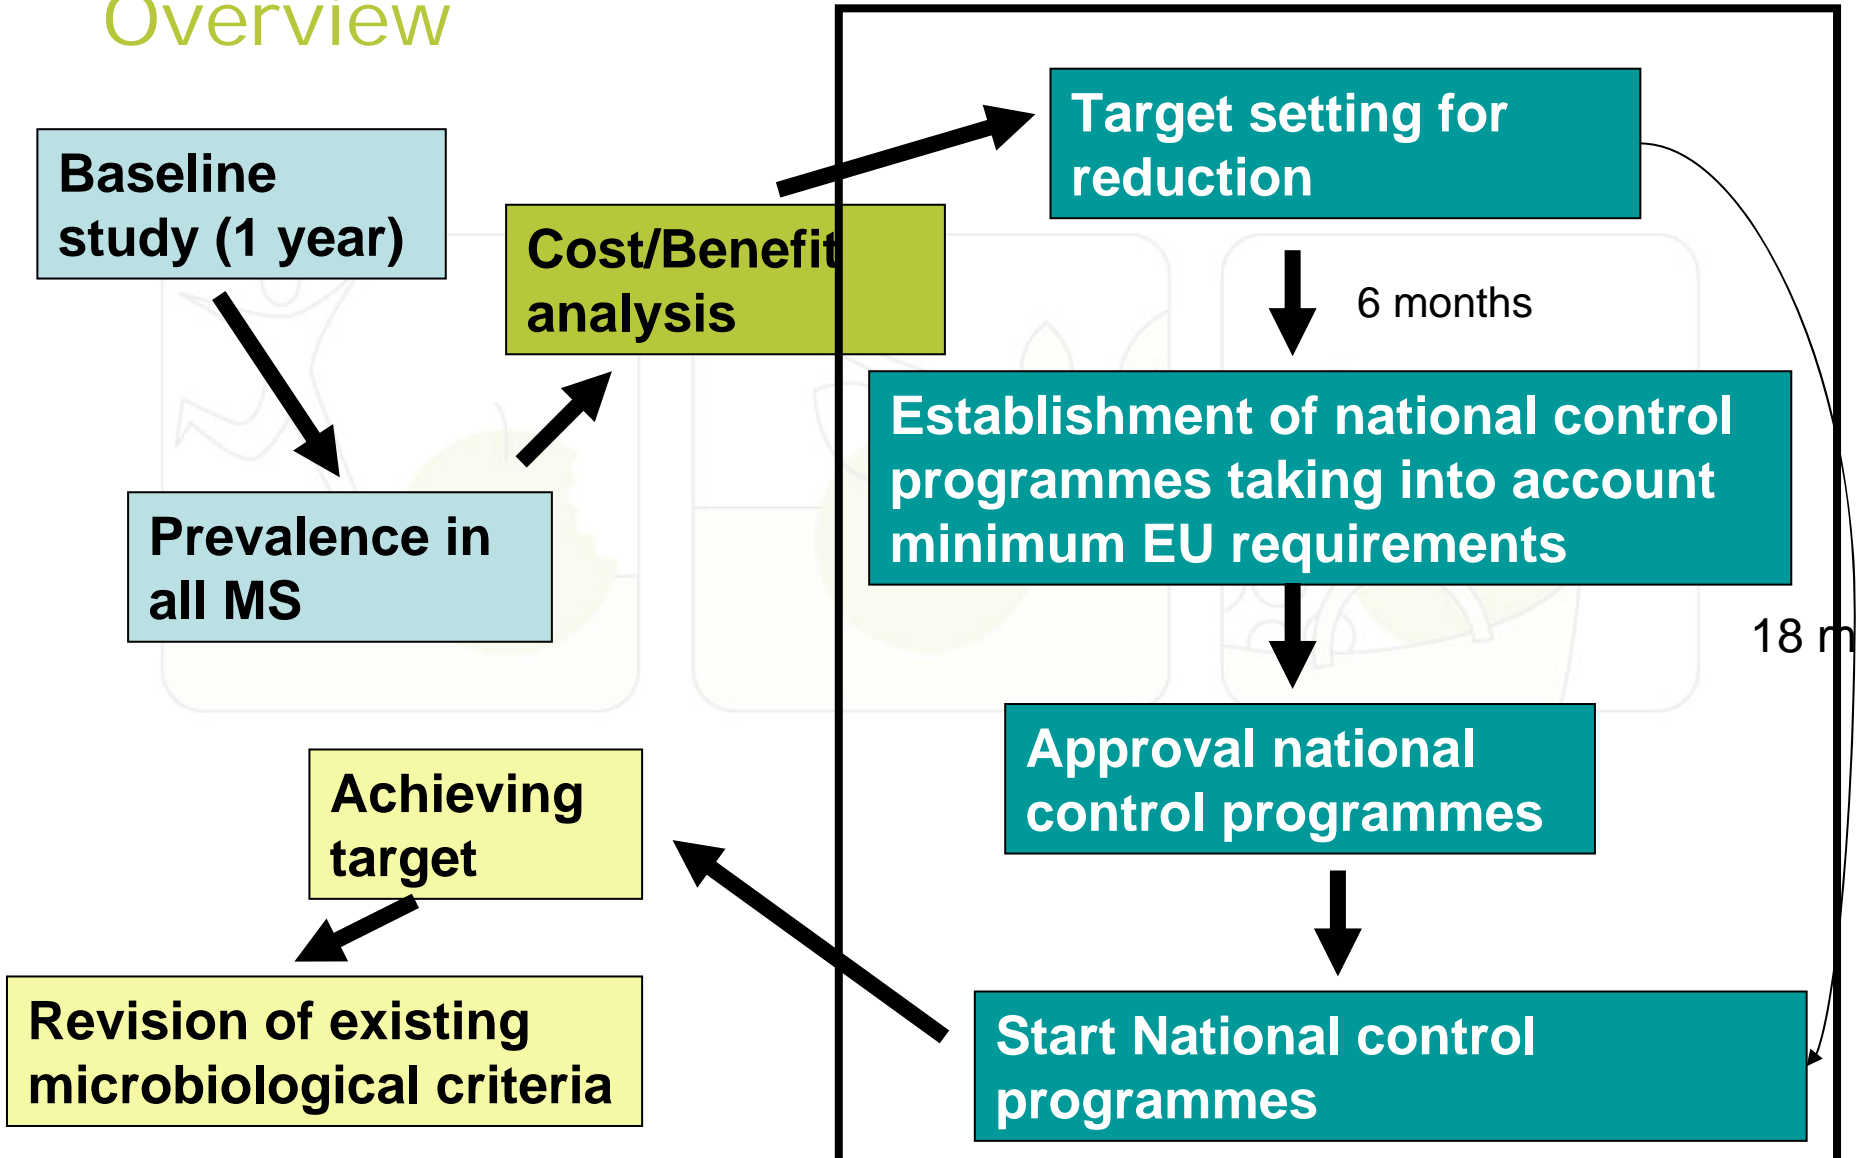 Overview
Baseline
study (1 year)
Prevalence in
all MS
Cost/Benefit
analysis
Target setting for
reduction
6 months
Establishment of national control
programmes taking into account
minimum EU requirements
18 m
Approval national
control programmes
Start National control
programmes
Achieving
target
Revision of existing
microbiological criteria